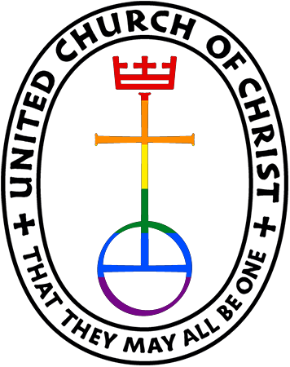 UNITED CHURCH OF CHRIST
THAT THEY MAY ALL BE ONE